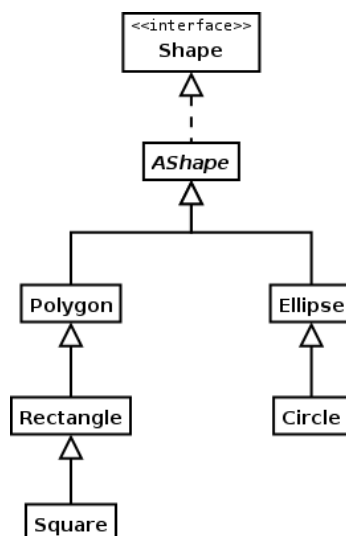 <<interface>>
Shape
AShape
Polygon
Ellipse
Rectangle
Circle
Square